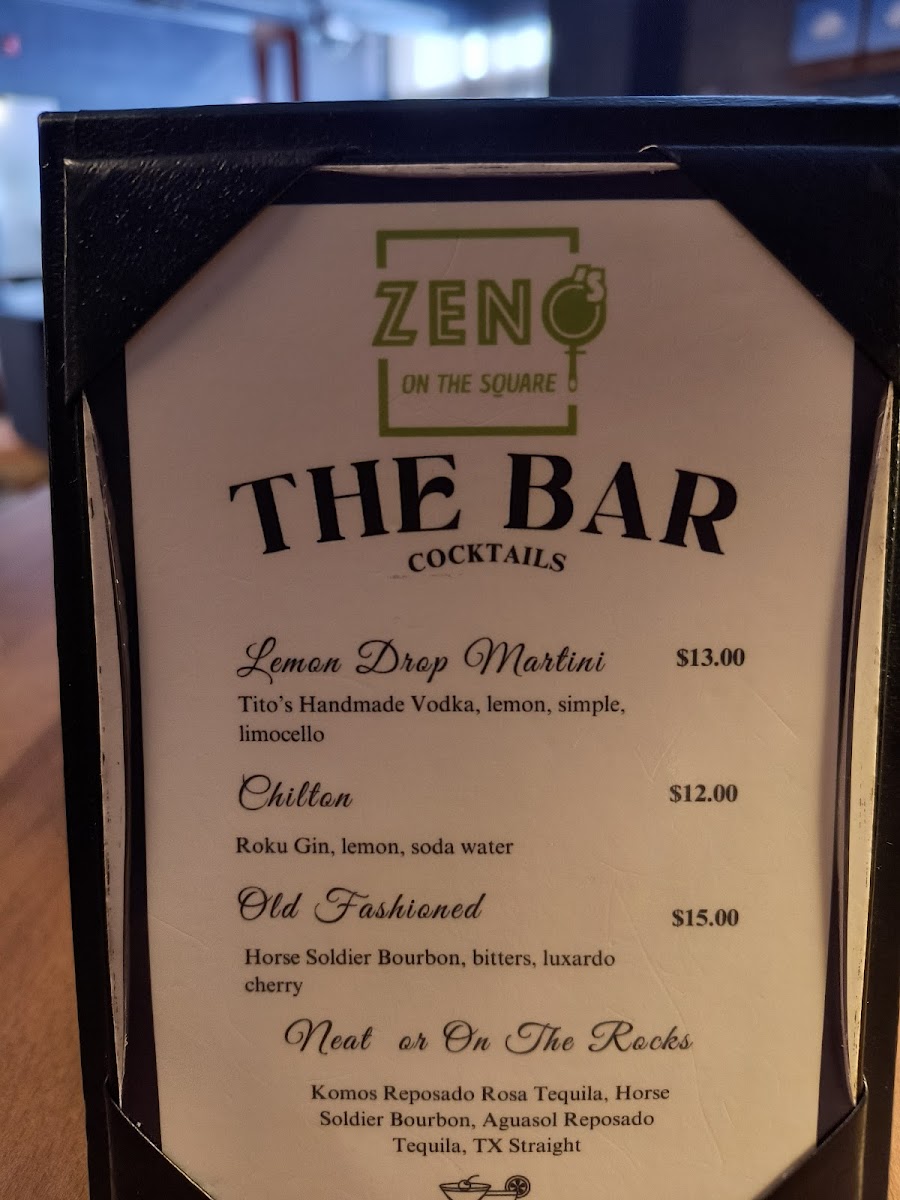 ZENO'S
ON THE SQUARE
THE BAR
COCKTAILS
Lemon Drop Martini $13.00
Tito's Handmade Vodka, lemon, simple,
limocello
Chilton $12.00
Roku Gin, lemon, soda water
Old Fashioned $15.00
Horse Soldier Bourbon, bitters, luxardo
cherry
Neat or On The Rocks
Komos Reposado Rosa Tequila, Horse
Soldier Bourbon, Aguasol Reposado
Tequila, TX Straight